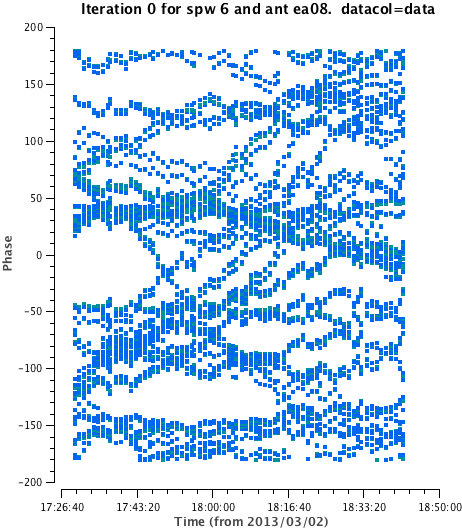 Iteration 0 for spw 6 and ant ea08.  datacol=data
200
150
100
50
0
-50
-100
-150
-200
Phase
17:26:40 17:43:20 18:00:00 18:16:40 18:33:20 18:50:00
Time (from 2013/03/02)